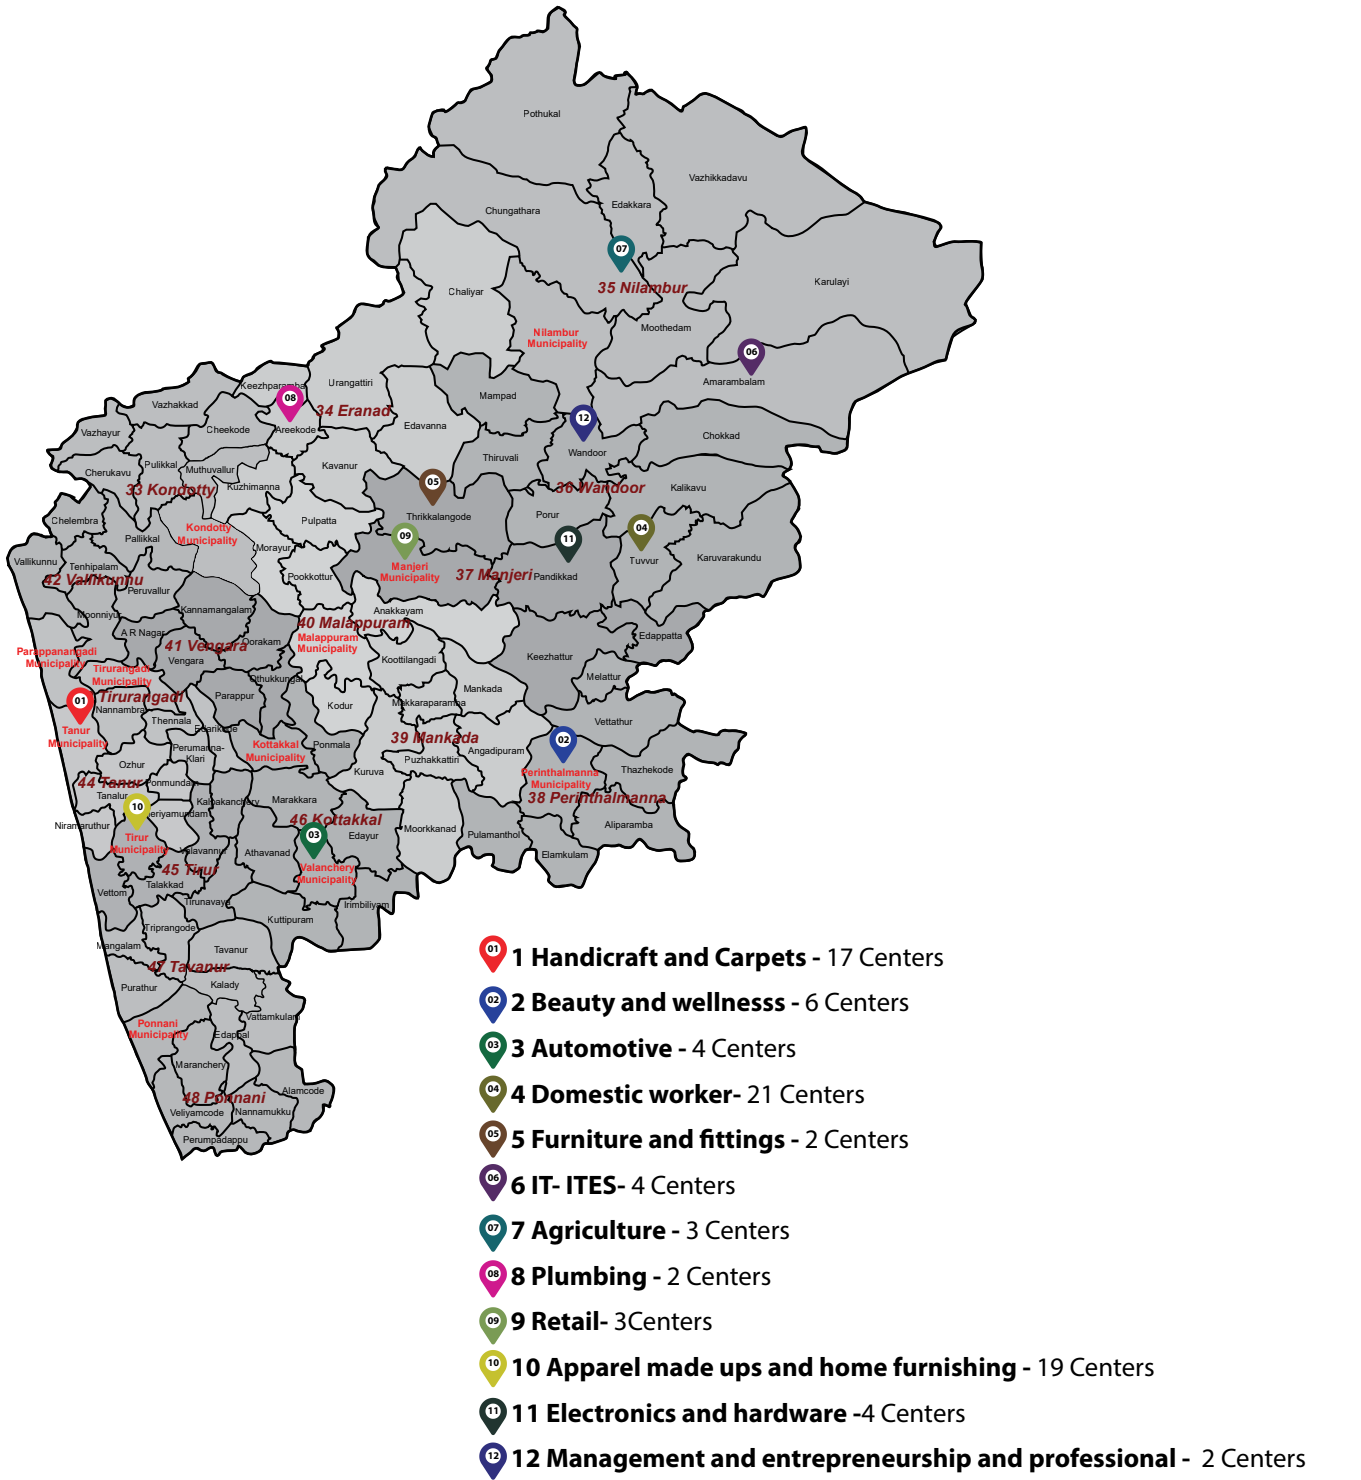 Pothukal
Vazhikkadavu
Edakkara
Chungathara
07
Karulayi
35 Nilambur
Chaliyar
Moothedam
Nilambur
Municipality
06
Amarambalam
Keezhparamba
Urangattiri
08
34 Eranad
Mampad
Vazhakkad
12
Edavanna
Areekode
Cheekode
Vazhayur
Chokkad
Wandoor
Thiruvali
Pulikkal
Muthuvallur
Kavanur
Cherukavu
05
33 Kondotty
Kuzhimanna
36 Wandoor
Kalikavu
Thrikkalangode
Porur
Chelembra
Pulpatta
Kondotty
Municipality
04
09
11
Pallikkal
Morayur
Vallikunnu
Tenhipalam
Tuvvur
Karuvarakundu
Manjeri
Municipality
37 Manjeri
Pandikkad
42 Vallikunnu
Pookkottur
Peruvallur
Kannamangalam
Anakkayam
Moonniyur
40 Malappuram
A R Nagar
Malappuram
Municipality
Edappatta
41 Vengara
Oorakam
Parappanangadi
Municipality
Vengara
Koottilangadi
Keezhattur
Tirurangadi
Municipality
Othukkungal
Melattur
Mankada
Tirurangadi
Parappur
01
Kodur
Makkaraparamba
Nannambra
Thennala
Edarikode
Vettathur
Tanur
Municipality
39 Mankada
02
Perumanna-
Klari
Kottakkal
Municipality
Ponmala
Angadipuram
Puzhakkattiri
Ozhur
Kuruva
Perinthalmanna
Municipality
Thazhekode
44 Tanur
Ponmundam
Tanalur
Kalpakanchery
Marakkara
38 Perinthalmanna
10
Cheriyamundam
46 Kottakkal
Niramaruthur
Moorkkanad
Aliparamba
03
Edayur
Pulamanthol
Tirur
Municipality
Valavannur
Athavanad
Elamkulam
45 Tirur
Valanchery
Municipality
Talakkad
Vettom
Tirunavaya
Irimbiliyam
Kuttipuram
Triprangode
Mangalam
Tavanur
47 Tavanur
Purathur
Kalady
Vattamkulam
Ponnani
Municipality
Edappal
Maranchery
Alamcode
48 Ponnani
Veliyamcode
Nannamukku
Perumpadappu
01 1 Handicraft and Carpets - 17 Centers
02 2 Beauty and wellnesss - 6 Centers
03 3 Automotive - 4 Centers
04 4 Domestic worker- 21 Centers
05 5 Furniture and fittings - 2 Centers
06 6 IT- ITES- 4 Centers
07 7 Agriculture - 3 Centers
08 8 Plumbing - 2 Centers
09 9 Retail- 3Centers
10 10 Apparel made ups and home furnishing - 19 Centers
11 11 Electronics and hardware -4 Centers
12 12 Management and entrepreneurship and professional - 2 Centers